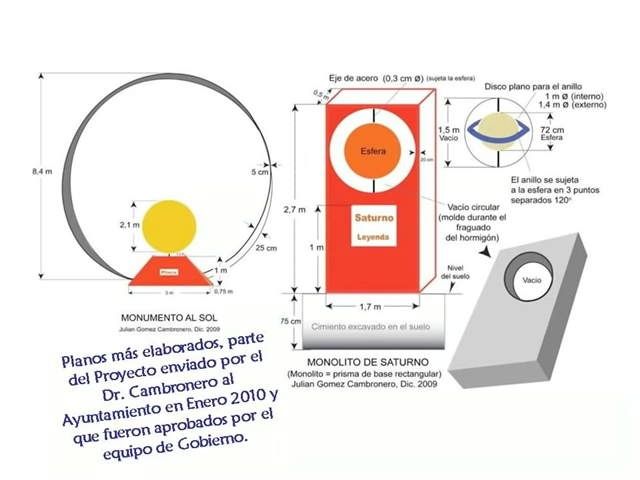 8,4 m
2,1 m
5 cm
25 cm
1 m
0,75 m
3 m
Placa
MONUMENTO AL SOL
Julian Gomez Cambronero, Dic. 2009
Planos más elaborados, parte
del Proyecto enviado por el
Dr. Cambronero al
Ayuntamiento en Enero 2010 y
que fueron aprobados por el
equipo de Gobierno.
Eje de acero (0,3 cm ø) (sujeta la esfera)
0,5 m
Esfera
20 cm
2,7 m
Saturno
Leyenda
1 m
1,7 m
75 cm
Cimiento excavado en el suelo
Nivel
del suelo
MONOLITO DE SATURNO
(Monolito = prisma de base rectangular)
Julian Gomez Cambronero, Dic. 2009
Disco plano para el anillo
1 m ø (interno)
1,4 m ø (externo)
1,5 m
Vacio
72 cm
Esfera
El anillo se sujeta
a la esfera en 3 puntos
separados 120°
Vacio circular
(molde durante el
fraguado
del hormigón)
Vacio